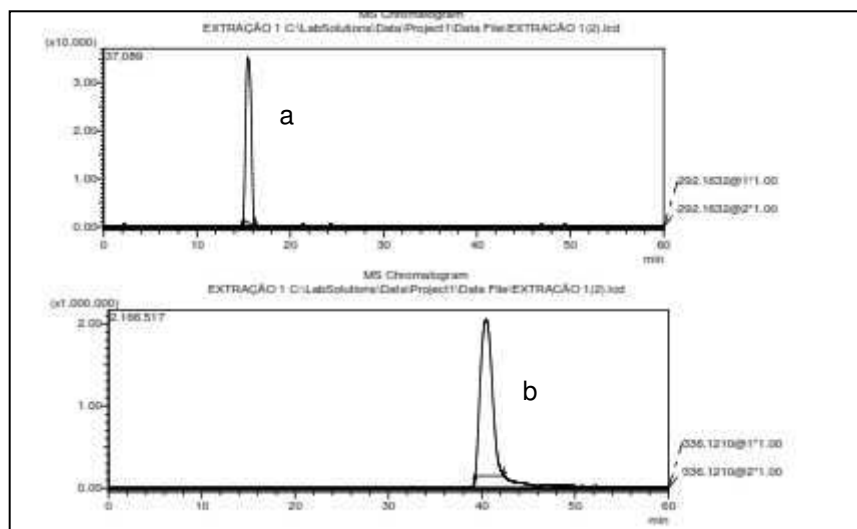 MS Chromatogram
EXTRAÇÃO 1 C:\LabSolutions\Data\Project1\Data File\EXTRACÃO 1(2).lcd
(x10.000)
37.089
3.00
2.00
1.00
0.00
a
292.1632@1*1.00
292.1632@2*1.00
0 10 20 30 40 50 60
min
MS Chromatogram
EXTRAÇÃO 1 C:\LabSolutions\Data\Project1\Data File\EXTRACÃO 1(2).lcd
(x1.000.000)
2.166.517
2.00
1.00
0.00
b
336.1210@1*1.00
336.1210@2*1.00
0 10 20 30 40 50 60
min